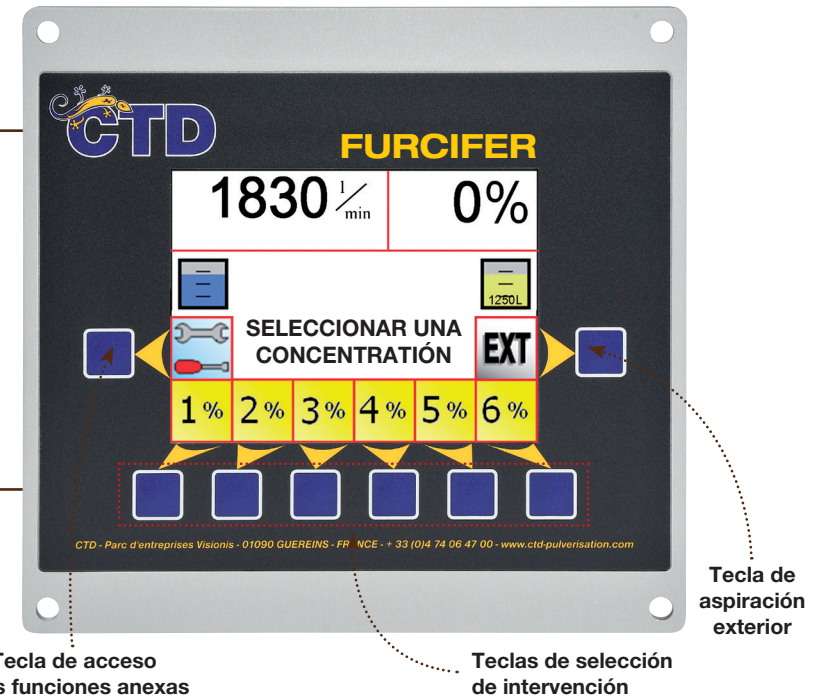 CTD
FURCIFER
1830 l/min
0%
1250L
SELECCIONAR UNA
CONCENTRATIÓN
EXT
1 % 2 % 3 % 4 % 5 % 6 %
CTD - Parc d'entreprises Visionis - 01090 GUEREINS - FRANCE - + 33 (0)4 74 06 47 00 - www.ctd-pulverisation.com
Tecla de
aspiración
exterior
Tecla de acceso
funciones anexas
Teclas de selección
de intervención